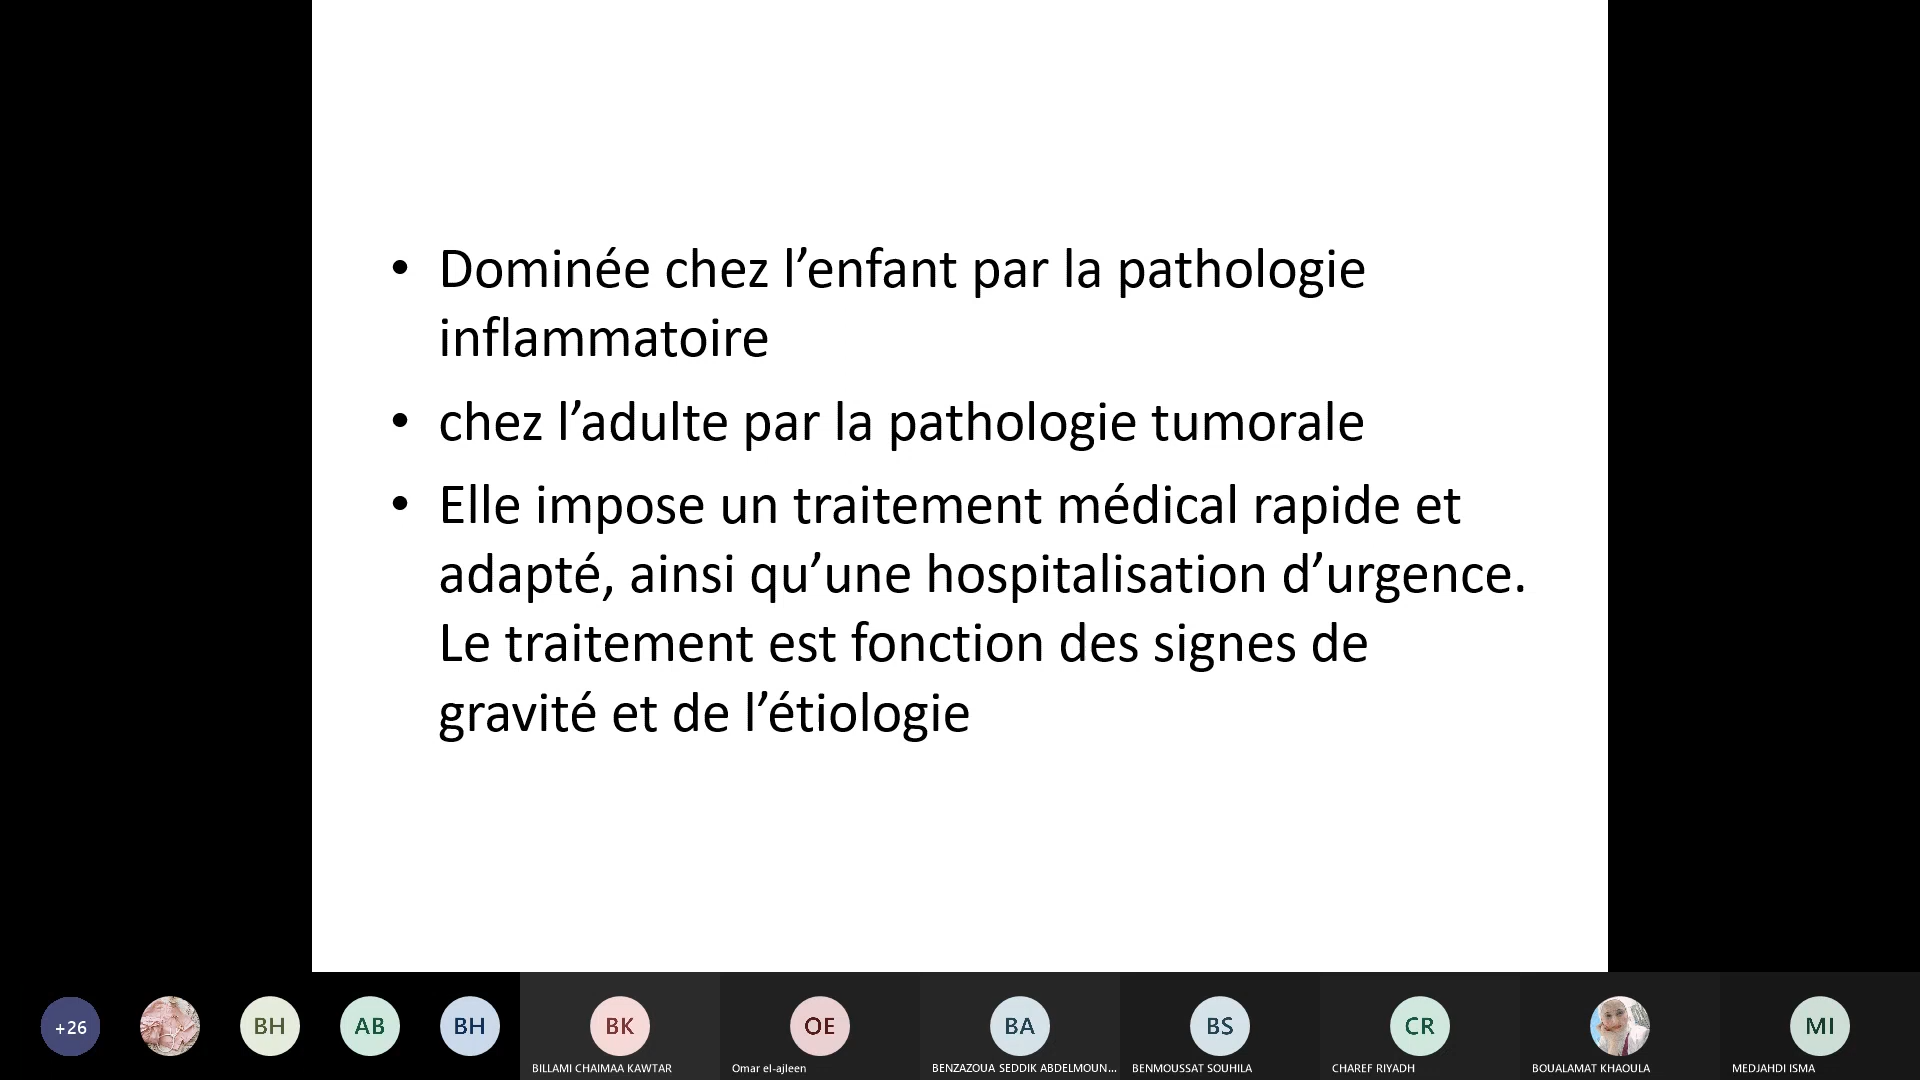 • Dominée chez l’enfant par la pathologie
inflammatoire
• chez l’adulte par la pathologie tumorale
• Elle impose un traitement médical rapide et
adapté, ainsi qu’une hospitalisation d’urgence.
Le traitement est fonction des signes de
gravité et de l’étiologie
+26
BH
AB
BH
BK
OE
BA
BS
CR
MI
BILLAMI CHAIMAA KAWTAR
Omar el-ajleen
BENZAZOUA SEDDIK ABDELMOUN...
BENMOUSSAT SOUHILA
CHAREF RIYADH
BOUALAMAT KHAOULA
MEDJAHDI ISMA